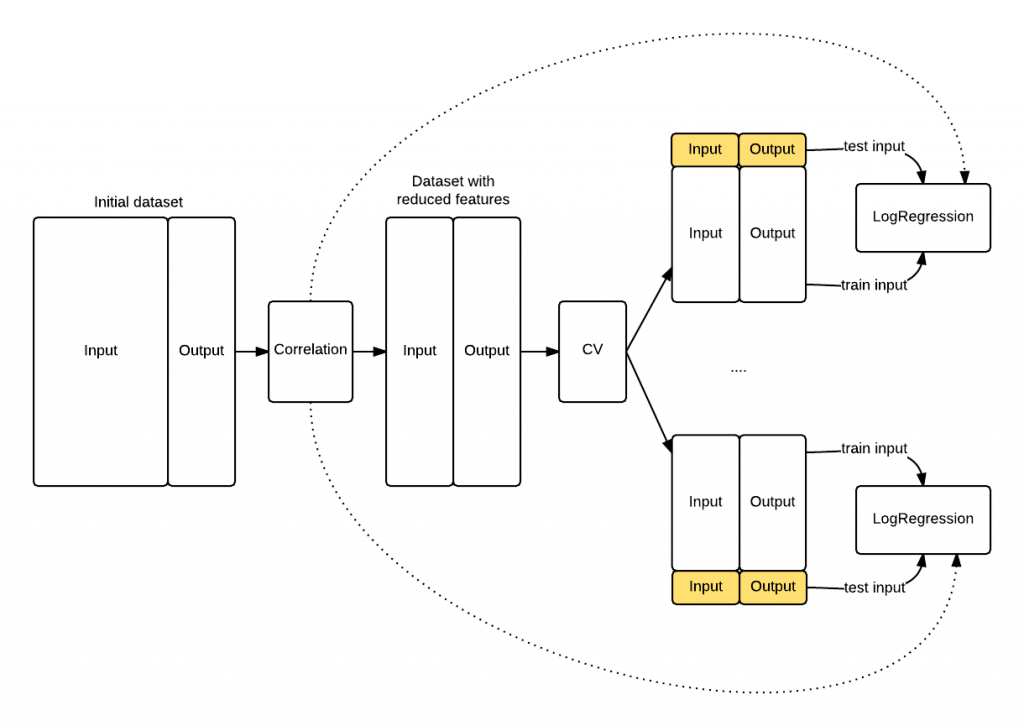 Initial dataset
Input
Output
Correlation
Dataset with
reduced features
Input
Output
CV
Input
Output
Input
Output
test input
train input
LogRegression
....
Input
Output
Input
Output
train input
test input
LogRegression